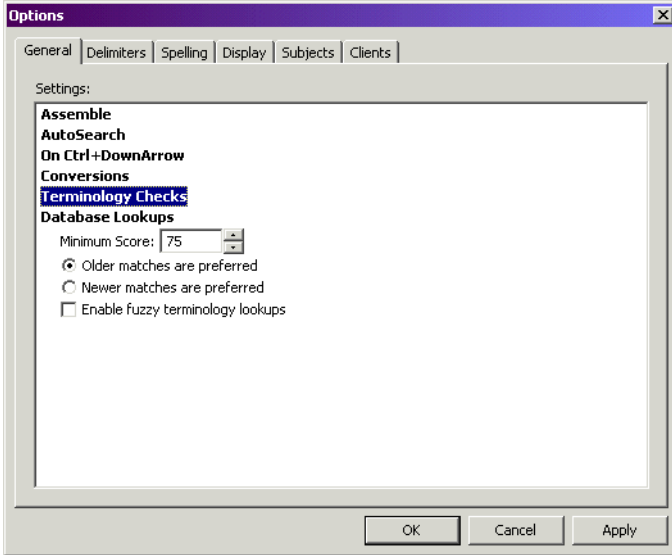 Options
General Delimiters Spelling Display Subjects Clients
Settings:
Assemble
AutoSearch
On Ctrl+DownArrow
Conversions
Terminology Checks
Database Lookups
Minimum Score: 75
Older matches are preferred
Newer matches are preferred
Enable fuzzy terminology lookups
OK Cancel Apply